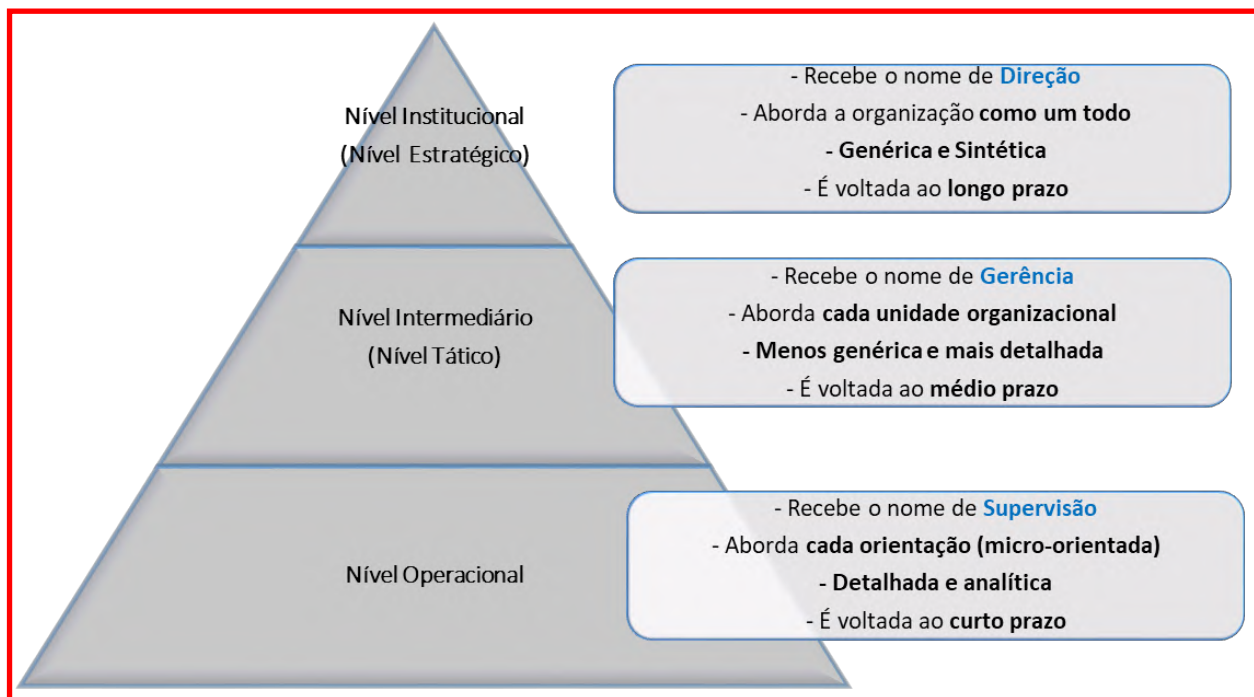 Nível Institucional
(Nível Estratégico)
- Recebe o nome de Direção
- Aborda a organização como um todo
- Genérica e Sintética
- É voltada ao longo prazo
Nível Intermediário
(Nível Tático)
- Recebe o nome de Gerência
- Aborda cada unidade organizacional
- Menos genérica e mais detalhada
- É voltada ao médio prazo
Nível Operacional
- Recebe o nome de Supervisão
- Aborda cada orientação (micro-orientada)
- Detalhada e analítica
- É voltada ao curto prazo